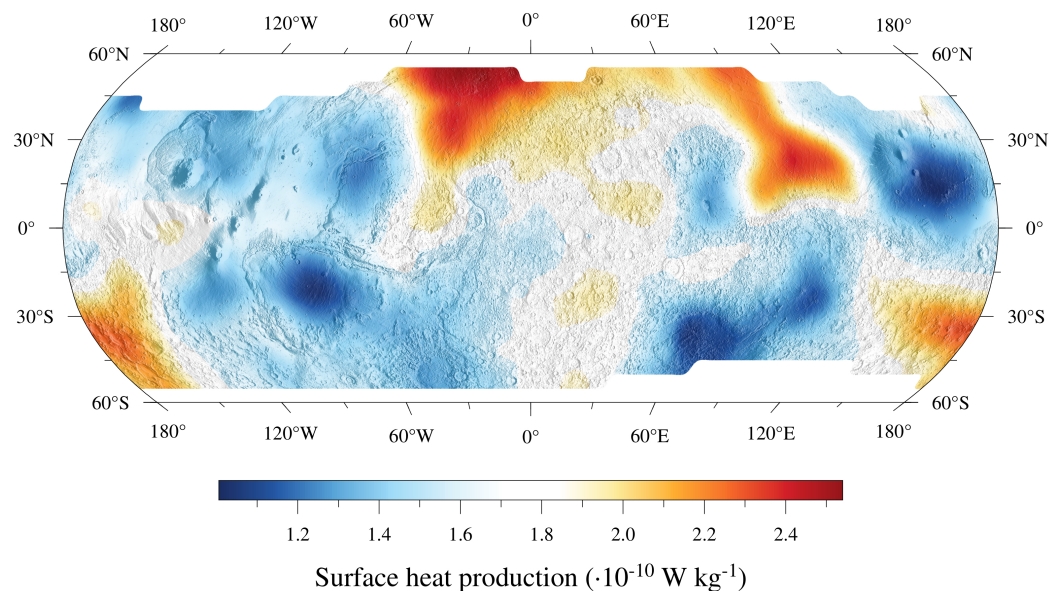 180° 120°W 60°W 0° 60°E 120°E 180°
60°N 60°N
30°N 30°N
0° 0°
30°S 30°S
60°S 60°S
180° 120°W 60°W 0° 60°E 120°E 180°
1.2 1.4 1.6 1.8 2.0 2.2 2.4
Surface heat production (·10⁻¹⁰ W kg⁻¹)